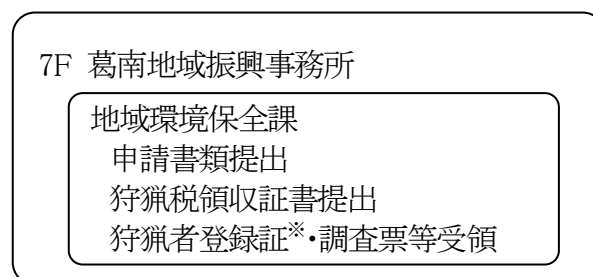 7F 葛南地域振興事務所
地域環境保全課
申請書類提出
狩猟税領収証書提出
狩猟者登録証※・調査票等受領